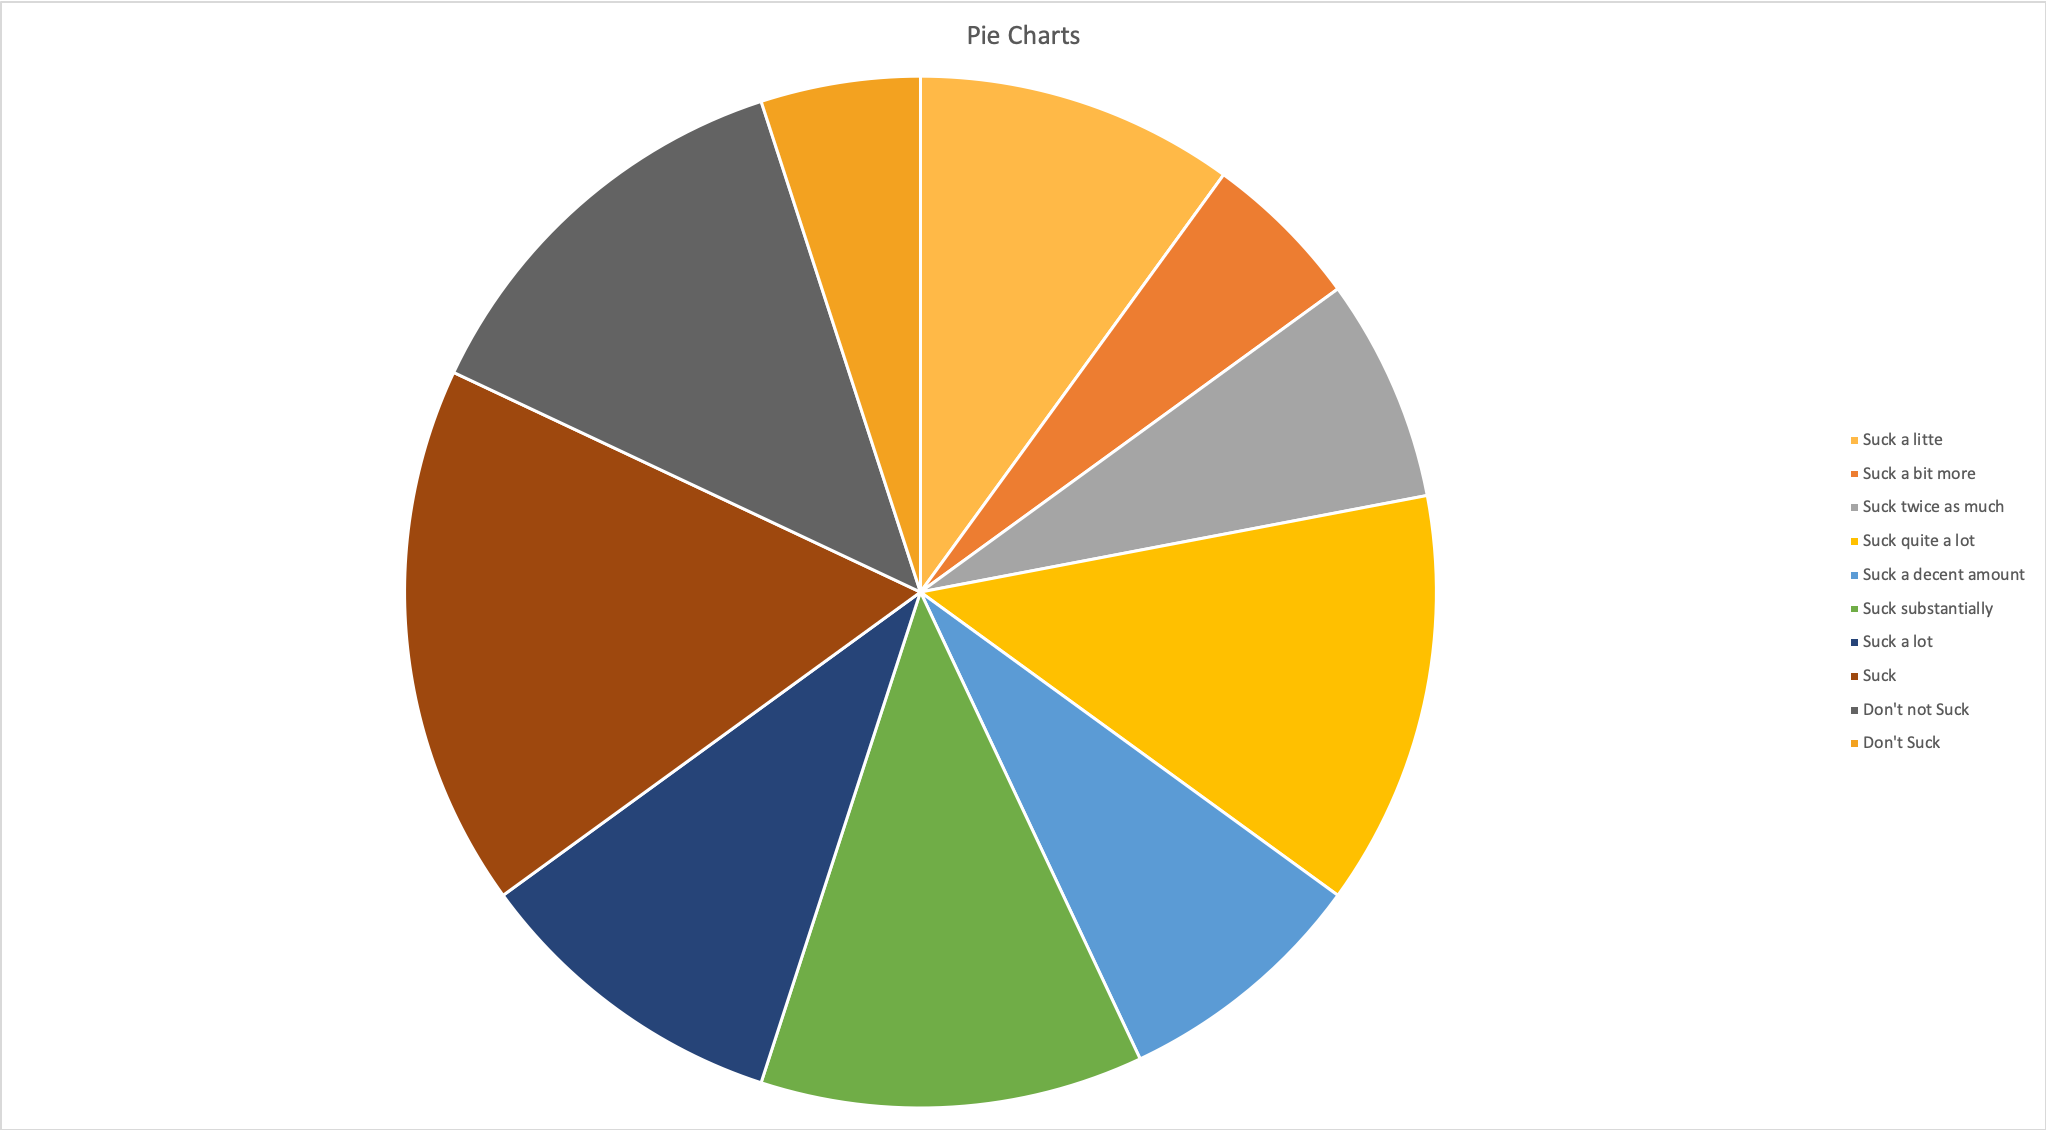 Pie Charts
Suck a litte
Suck a bit more
Suck twice as much
Suck quite a lot
Suck a decent amount
Suck substantially
Suck a lot
Suck
Don't not Suck
Don't Suck